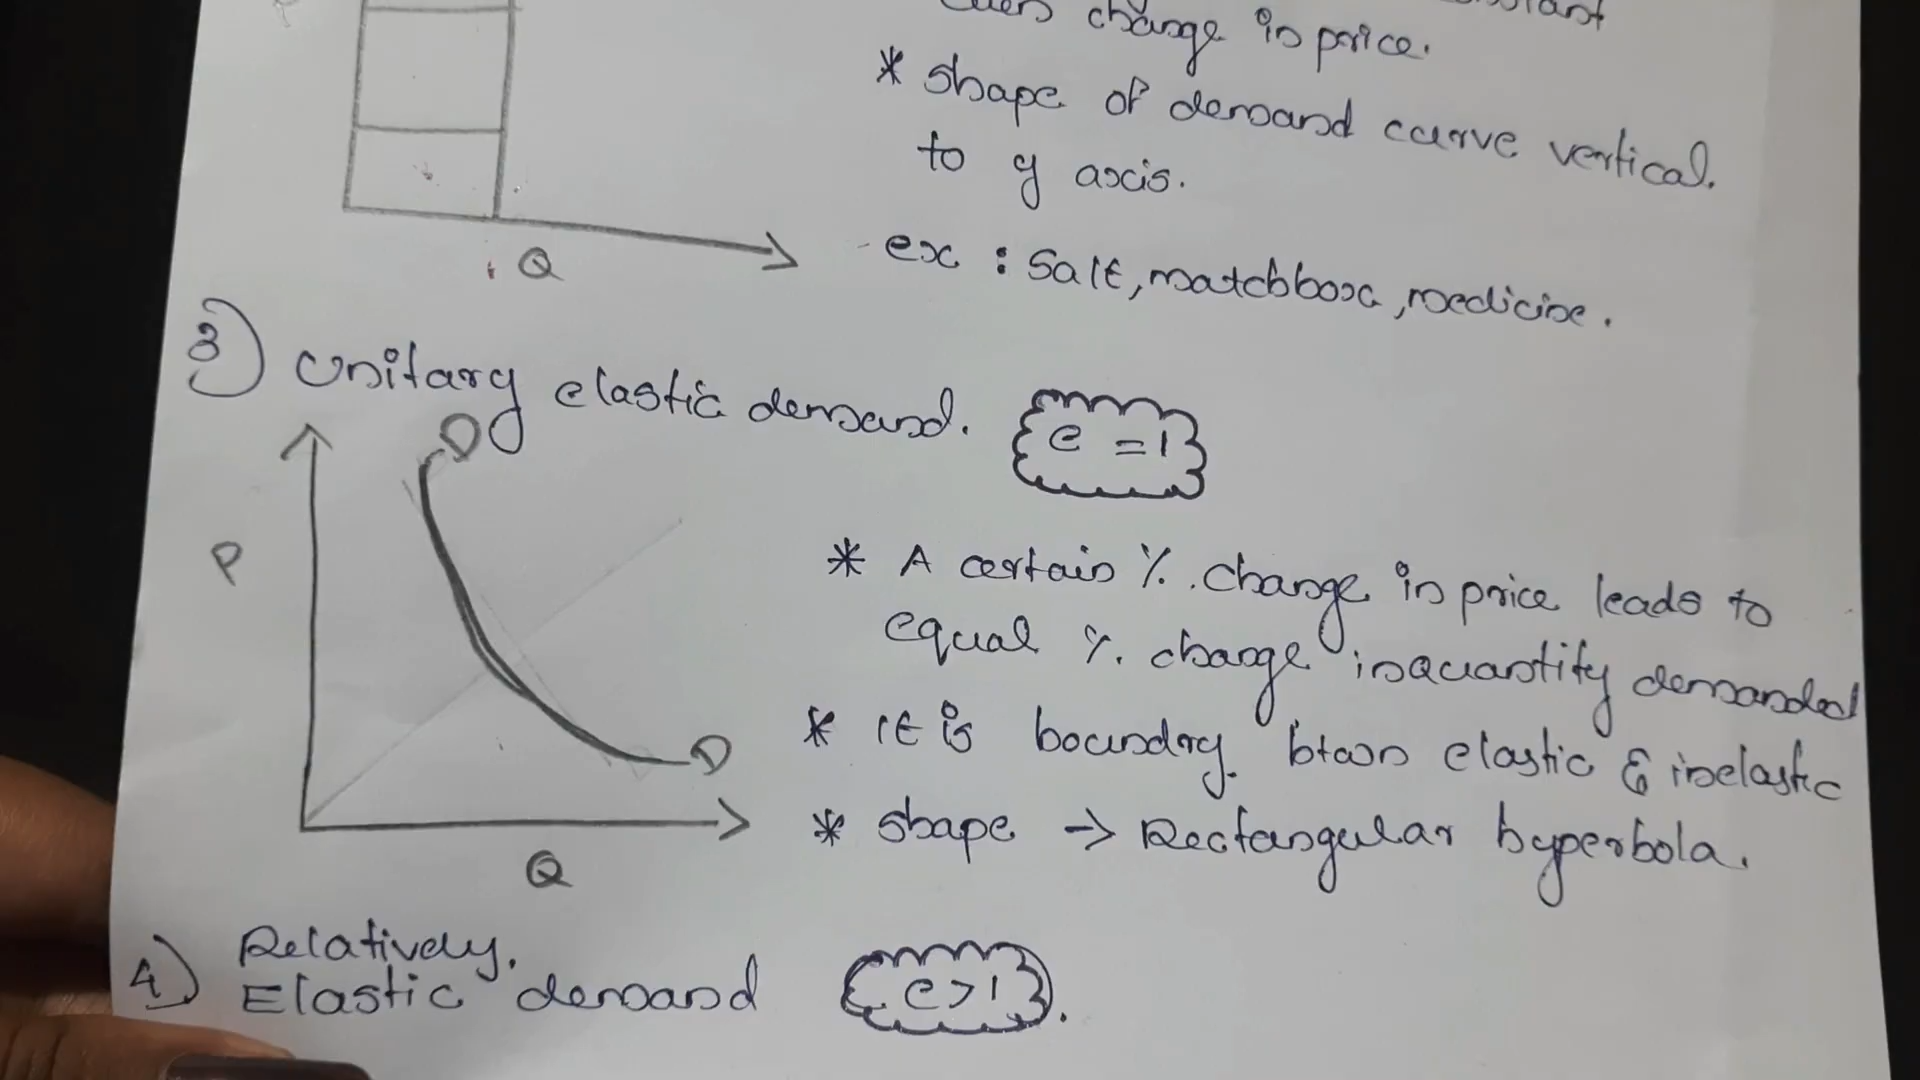 change in price.
* shape of demand curve vertical.
to y axis.
ex : Salt, matchbox, medicine.
Q
3) Unitary elastic demand.
e = 1
D
P
* A certain %. change in price leads to
equal %. change in quantity demanded
* it is boundry btwn elastic & inelastic
D
* shape → Rectangular hyperbola.
Q
4) Relatively.
Elastic demand
e > 1